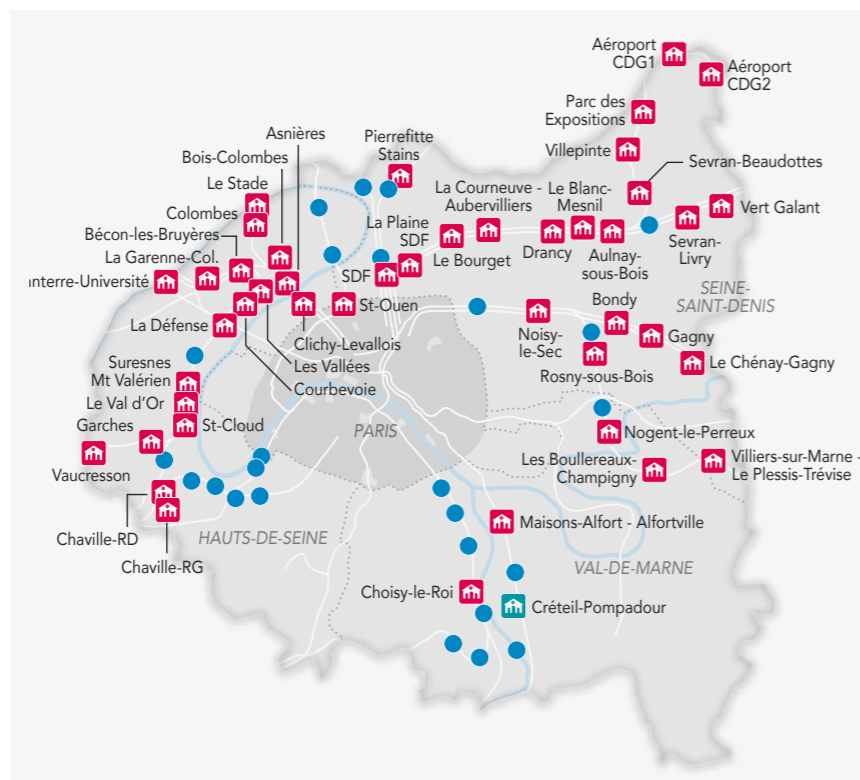 Aéroport
CDG1
Aéroport
CDG2
Parc des
Expositions
Asnières
Pierrefitte
Stains
Villepinte
Bois-Colombes
Sevran-Beaudottes
Le Stade
La Courneuve -
Aubervilliers
Le Blanc-
Mesnil
Colombes
Vert Galant
La Plaine
SDF
Bécon-les-Bruyères
Le Bourget
Drancy
Aulnay-
sous-Bois
Sevran-
Livry
La Garenne-Col.
SDF
nterre-Université
SEINE-
SAINT-DENIS
St-Ouen
Bondy
La Défense
Clichy-Levallois
Noisy-
le-Sec
Gagny
Les Vallées
Suresnes
Mt Valérien
Rosny-sous-Bois
Le Chénay-Gagny
Courbevoie
Le Val d'Or
Garches
St-Cloud
PARIS
Nogent-le-Perreux
Vaucresson
Les Boullereaux-
Champigny
Villiers-sur-Marne -
Le Plessis-Trévise
Maisons-Alfort - Alfortville
Chaville-RD
HAUTS-DE-SEINE
Chaville-RG
VAL-DE-MARNE
Choisy-le-Roi
Créteil-Pompadour